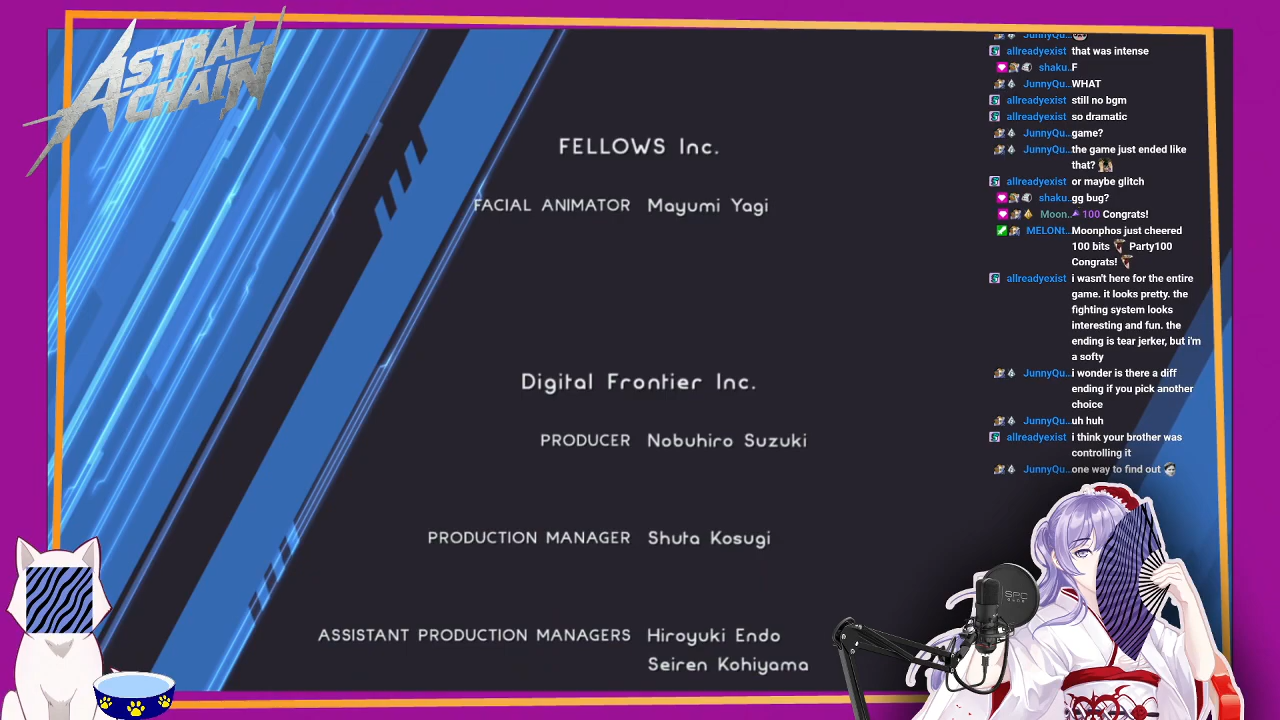 ASTRAL
CHAIN
FELLOWS Inc.
FACIAL ANIMATOR Mayumi Yagi
Digital Frontier Inc.
PRODUCER Nobuhiro Suzuki
PRODUCTION MANAGER Shuta Kosugi
ASSISTANT PRODUCTION MANAGERS Hiroyuki Endo
Seiren Kohiyama
JunnyQu...
allreadyexist that was intense
shaku... F
JunnyQu... WHAT
allreadyexist still no bgm
allreadyexist so dramatic
JunnyQu... game?
JunnyQu... the game just ended like
that?
allreadyexist or maybe glitch
shaku... gg bug?
Moon... 100 Congrats!
MELONt... Moonphos just cheered
100 bits Party100
Congrats!
allreadyexist i wasn't here for the entire
game. it looks pretty. the
fighting system looks
interesting and fun. the
ending is tear jerker, but i'm
a softy
JunnyQu... i wonder is there a diff
ending if you pick another
choice
JunnyQu... uh huh
allreadyexist i think your brother was
controlling it
JunnyQu... one way to find out
SPC